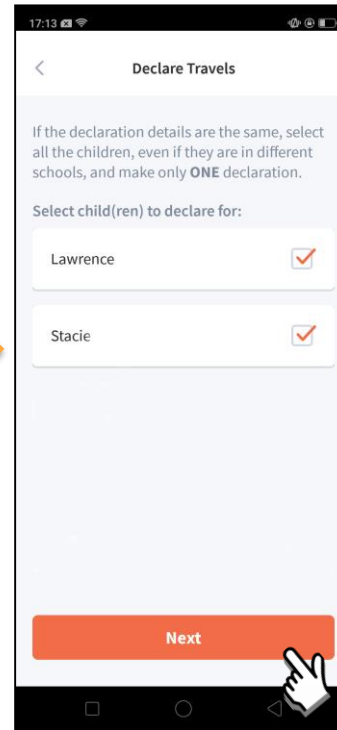 17:13
Declare Travels
If the declaration details are the same, select
all the children, even if they are in different
schools, and make only ONE declaration.
Select child(ren) to declare for:
Lawrence
Stacie
Next